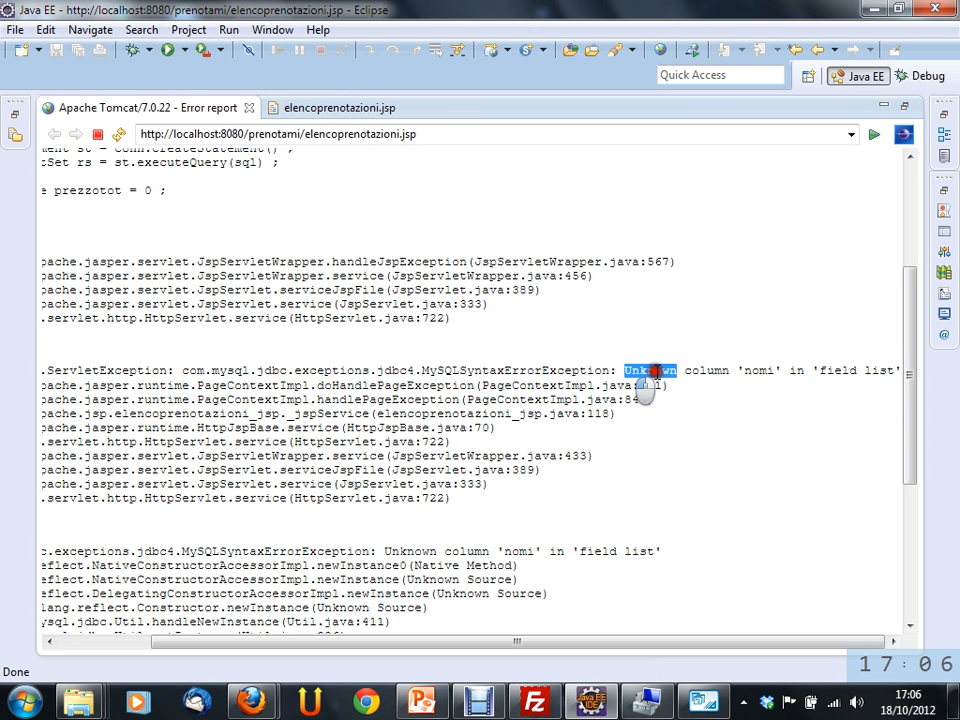 Java EE - http://localhost:8080/prenotami/elencoprenotazioni.jsp - Eclipse
File Edit Navigate Search Project Run Window Help
Quick Access
Java EE
Debug
Apache Tomcat/7.0.22 - Error report
elencoprenotazioni.jsp
http://localhost:8080/prenotami/elencoprenotazioni.jsp
ment st = conn.createStatement() ;
tSet rs = st.executeQuery(sql) ;
e prezzotot = 0 ;
pache.jasper.servlet.JspServletWrapper.handleJspException(JspServletWrapper.java:567)
pache.jasper.servlet.JspServletWrapper.service(JspServletWrapper.java:456)
pache.jasper.servlet.JspServlet.serviceJspFile(JspServlet.java:389)
pache.jasper.servlet.JspServlet.service(JspServlet.java:333)
.servlet.http.HttpServlet.service(HttpServlet.java:722)
.ServletException: com.mysql.jdbc.exceptions.jdbc4.MySQLSyntaxErrorException: Unknown column 'nomi' in 'field list'
pache.jasper.runtime.PageContextImpl.doHandlePageException(PageContextImpl.java:
pache.jasper.runtime.PageContextImpl.handlePageException(PageContextImpl.java:84
pache.jsp.elencoprenotazioni_jsp._jspService(elencoprenotazioni_jsp.java:118)
pache.jasper.runtime.HttpJspBase.service(HttpJspBase.java:70)
.servlet.http.HttpServlet.service(HttpServlet.java:722)
pache.jasper.servlet.JspServletWrapper.service(JspServletWrapper.java:433)
pache.jasper.servlet.JspServlet.serviceJspFile(JspServlet.java:389)
pache.jasper.servlet.JspServlet.service(JspServlet.java:333)
.servlet.http.HttpServlet.service(HttpServlet.java:722)
c.exceptions.jdbc4.MySQLSyntaxErrorException: Unknown column 'nomi' in 'field list'
eflect.NativeConstructorAccessorImpl.newInstance0(Native Method)
eflect.NativeConstructorAccessorImpl.newInstance(Unknown Source)
eflect.DelegatingConstructorAccessorImpl.newInstance(Unknown Source)
lang.reflect.Constructor.newInstance(Unknown Source)
ysql.jdbc.Util.handleNewInstance(Util.java:411)
Done
17:06
17:06
18/10/2012